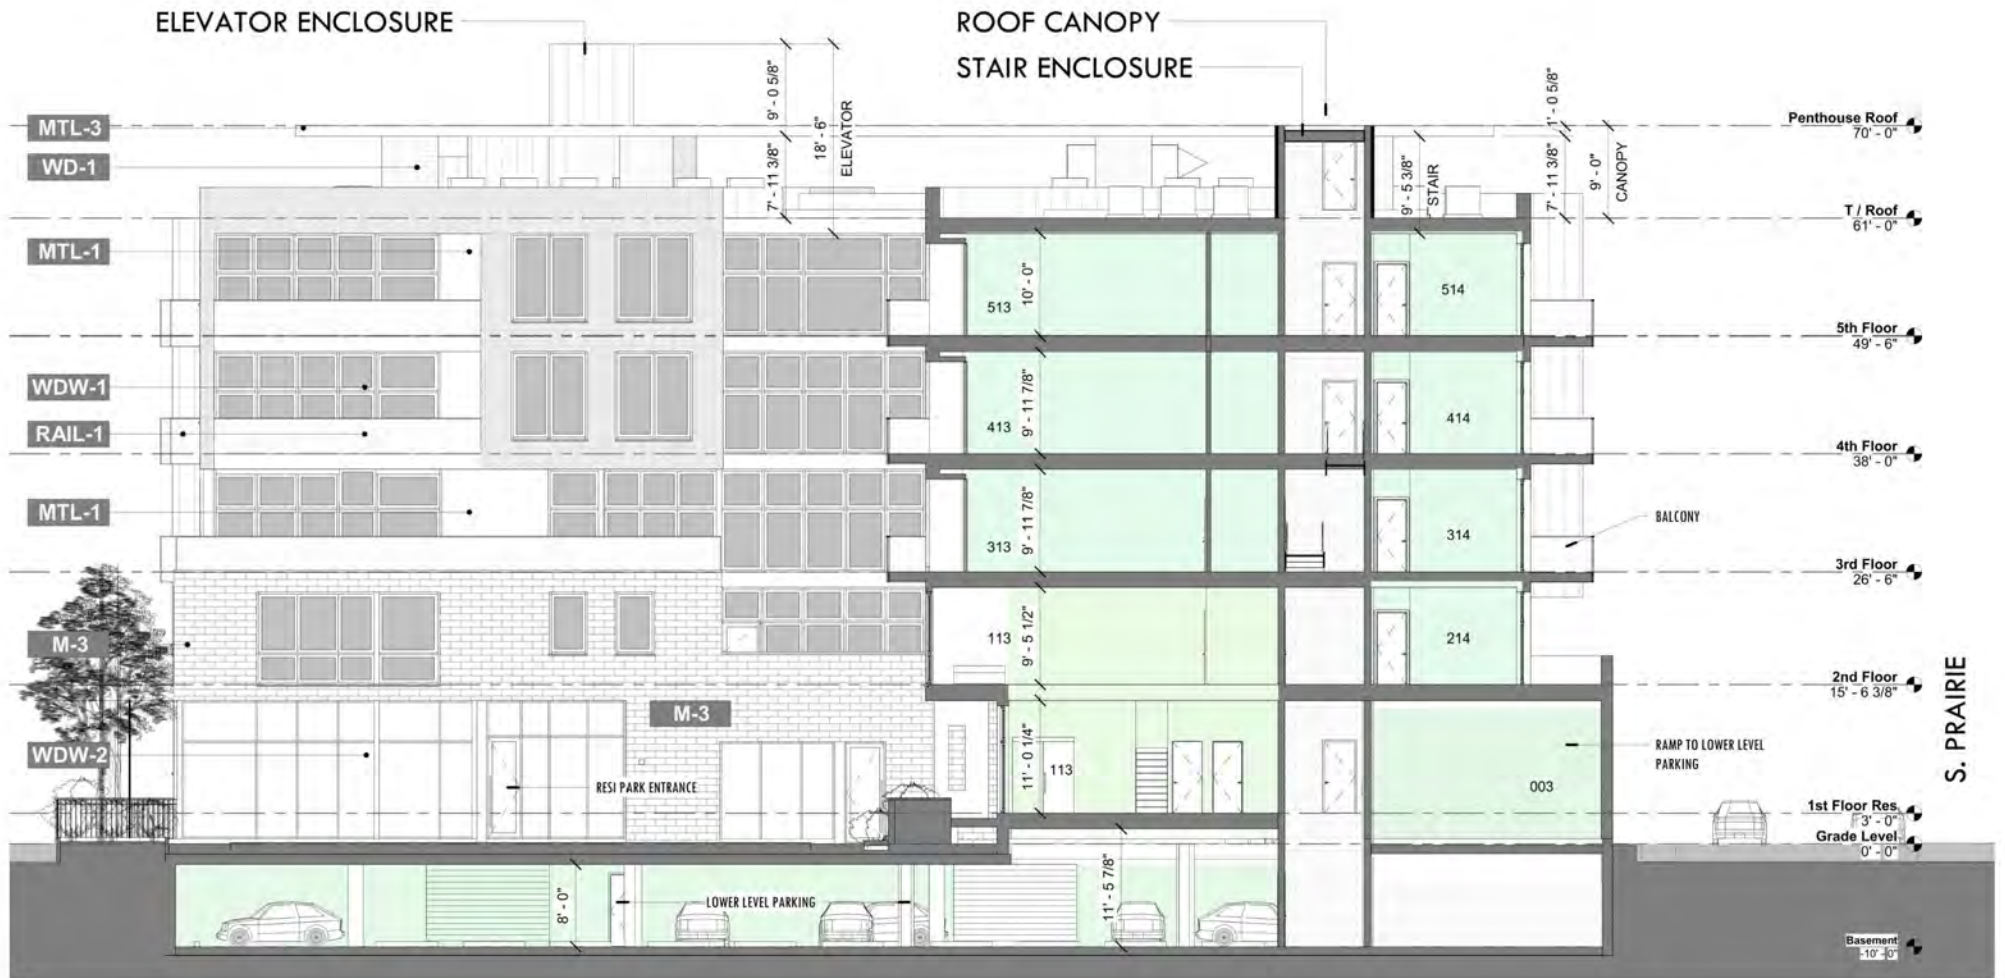 ELEVATOR ENCLOSURE
ROOF CANOPY
STAIR ENCLOSURE
9' - 0 5/8"
18' - 6"
ELEVATOR
7' - 11 3/8"
1' - 0 5/8"
9' - 5 3/8"
STAIR
7' - 11 3/8"
9' - 0"
CANOPY
MTL-3
WD-1
MTL-1
WDW-1
RAIL-1
MTL-1
M-3
M-3
WDW-2
Penthouse Roof
70' - 0"
T / Roof
61' - 0"
5th Floor
49' - 6"
4th Floor
38' - 0"
3rd Floor
26' - 6"
2nd Floor
15' - 6 3/8"
1st Floor Res
3' - 0"
Grade Level
0' - 0"
Basement
-10' - 0"
513
10' - 0"
514
413
9' - 11 7/8"
414
313
9' - 11 7/8"
314
BALCONY
113
9' - 5 1/2"
214
113
11' - 0 1/4"
003
RAMP TO LOWER LEVEL
PARKING
RESI PARK ENTRANCE
LOWER LEVEL PARKING
8' - 0"
11' - 5 7/8"
S. PRAIRIE